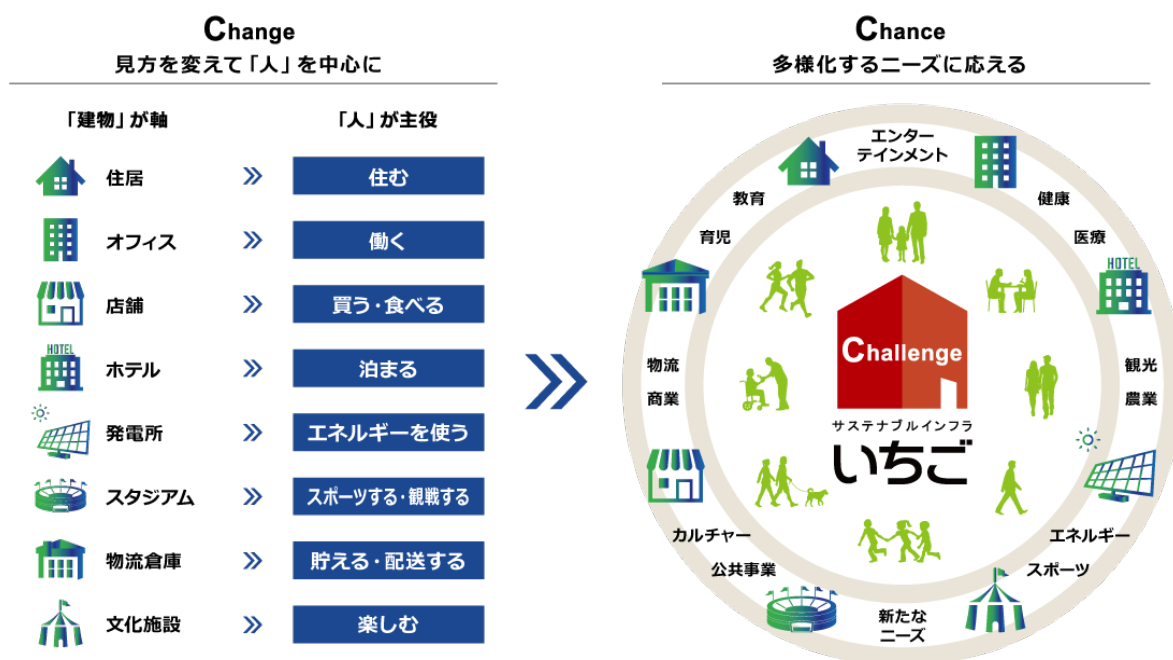 Change
見方を変えて「人」を中心に
「建物」が軸
「人」が主役
住居
住む
オフィス
働く
店舗
買う・食べる
HOTEL
ホテル
泊まる
発電所
エネルギーを使う
スタジアム
スポーツする・観戦する
物流倉庫
貯える・配送する
文化施設
楽しむ
Chance
多様化するニーズに応える
エンター
テインメント
教育
健康
育児
医療
HOTEL
物流
観光
商業
農業
Challenge
サステナブルインフラ
いちご
カルチャー
エネルギー
公共事業
スポーツ
新たな
ニーズ